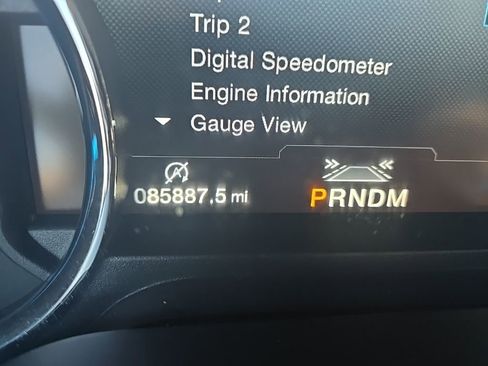 Trip 2
Digital Speedometer
Engine Information
Gauge View
085887.5 mi
PRNDM